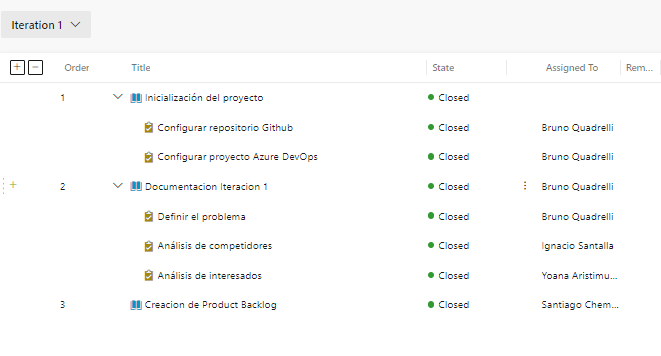 Iteration 1
Order Title State Assigned To Rem...
1 Inicialización del proyecto Closed
Configurar repositorio Github Closed Bruno Quadrelli
Configurar proyecto Azure DevOps Closed Bruno Quadrelli
2 Documentacion Iteracion 1 Closed Bruno Quadrelli
Definir el problema Closed Bruno Quadrelli
Análisis de competidores Closed Ignacio Santalla
Análisis de interesados Closed Yoana Aristimu...
3 Creacion de Product Backlog Closed Santiago Chem...